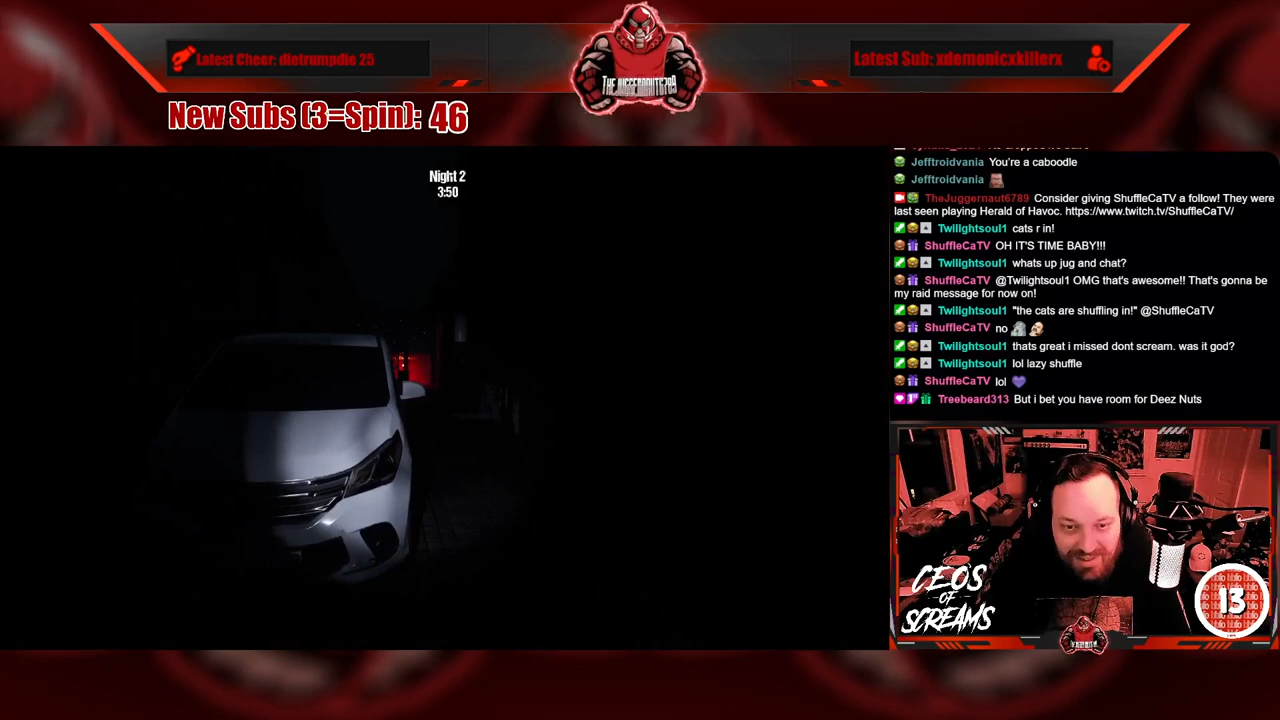 Latest Cheer: dietrumpdie 25
THEJUGGERNAUT6789
Latest Sub: xdemonicxkillerx
New Subs (3=Spin): 46
Night 2
3:50
Jefftroidvania You're a caboodle
Jefftroidvania
TheJuggernaut6789 Consider giving ShuffleCaTV a follow! They were
last seen playing Herald of Havoc. https://www.twitch.tv/ShuffleCaTV/
Twilightsoul1 cats r in!
ShuffleCaTV OH IT'S TIME BABY!!!
Twilightsoul1 whats up jug and chat?
ShuffleCaTV @Twilightsoul1 OMG that's awesome!! That's gonna be
my raid message for now on!
Twilightsoul1 "the cats are shuffling in!" @ShuffleCaTV
ShuffleCaTV no
Twilightsoul1 thats great i missed dont scream. was it god?
Twilightsoul1 lol lazy shuffle
ShuffleCaTV lol
Treebeard313 But i bet you have room for Deez Nuts
CEOS
OF
SCREAMS
13